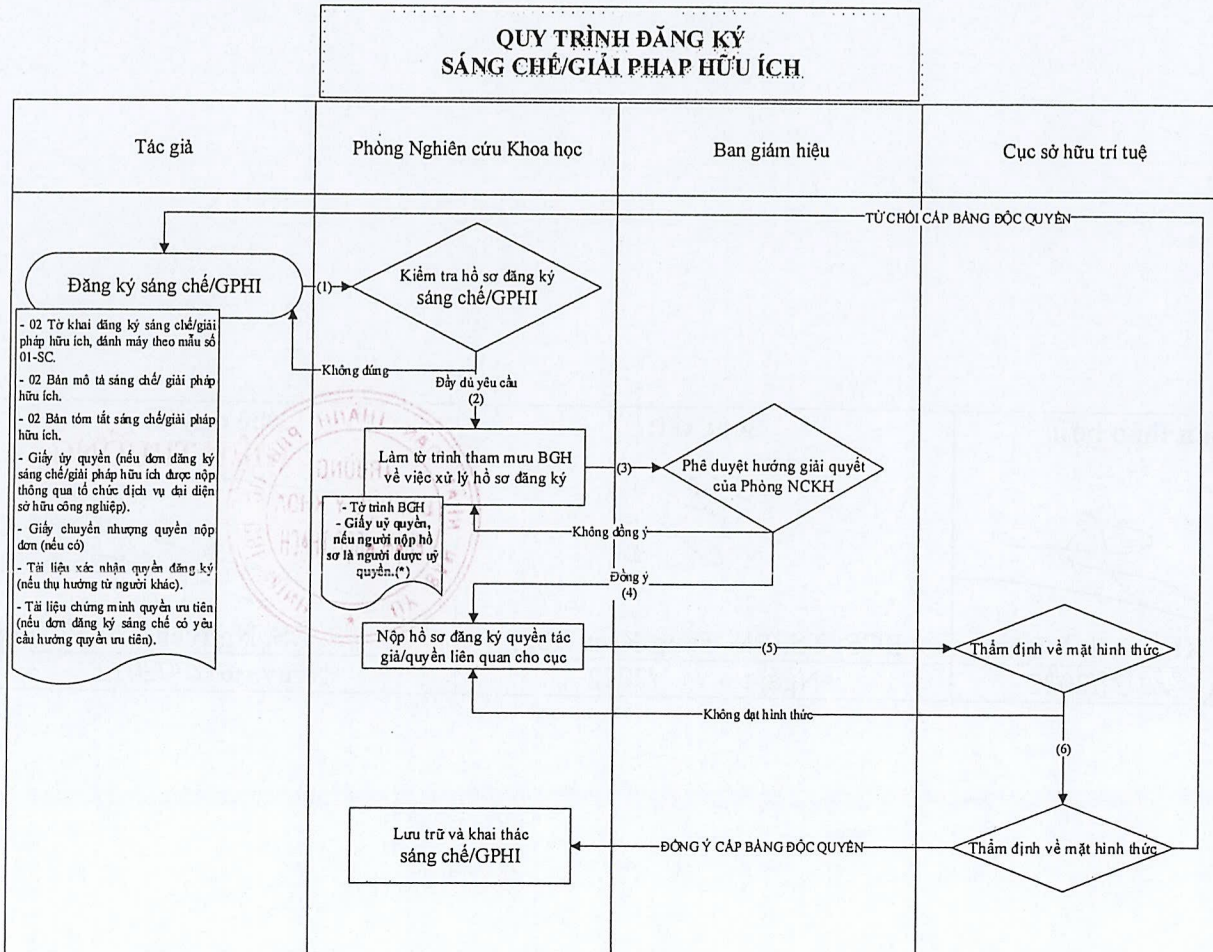 QUY TRÌNH ĐĂNG KÝ
SÁNG CHẾ/GIẢI PHAP HỮU ÍCH
Tác giả
Phòng Nghiên cứu Khoa học
Ban giám hiệu
Cục sở hữu trí tuệ
TỪ CHỐI CẤP BẰNG ĐỘC QUYỀN
Đăng ký sáng chế/GPHI
(1)
Kiểm tra hồ sơ đăng ký
sáng chế/GPHI
- 02 Tờ khai đăng ký sáng chế/giải
pháp hữu ích, đánh máy theo mẫu số
01-SC.
- 02 Bản mô tả sáng chế/ giải pháp
hữu ích.
- 02 Bản tóm tắt sáng chế/giải pháp
hữu ích.
- Giấy ủy quyền (nếu đơn đăng ký
sáng chế/giải pháp hữu ích được nộp
thông qua tổ chức dịch vụ đại diện
sở hữu công nghiệp).
- Giấy chuyển nhượng quyền nộp
đơn (nếu có)
- Tài liệu xác nhận quyền đăng ký
(nếu thụ hưởng từ người khác).
- Tài liệu chứng minh quyền ưu tiên
(nếu đơn đăng ký sáng chế có yêu
cầu hưởng quyền ưu tiên).
Không đúng
Đầy đủ yêu cầu
(2)
Làm tờ trình tham mưu BGH
về việc xử lý hồ sơ đăng ký
(3)
Phê duyệt hướng giải quyết
của Phòng NCKH
- Tờ trình BGH
- Giấy uỷ quyền,
nếu người nộp hồ
sơ là người được uỷ
quyền.(*)
Không đồng ý
Đồng ý
(4)
Nộp hồ sơ đăng ký quyền tác
giả/quyền liên quan cho cục
(5)
Thẩm định về mặt hình thức
Không đạt hình thức
(6)
Lưu trữ và khai thác
sáng chế/GPHI
ĐỒNG Ý CẤP BẰNG ĐỘC QUYỀN
Thẩm định về mặt hình thức